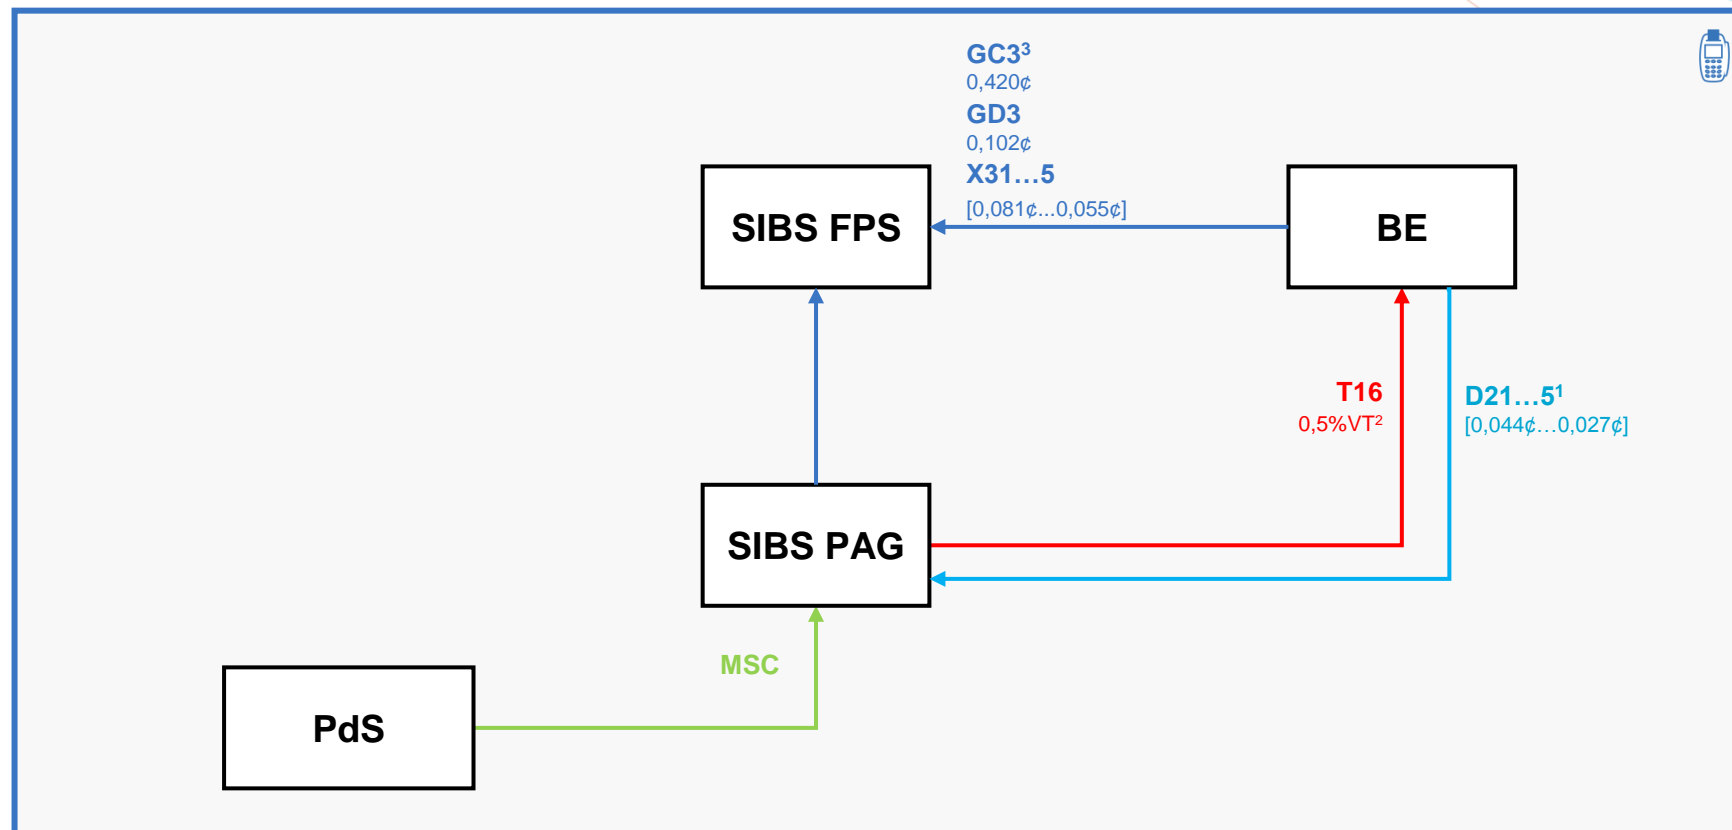 GC3³
0,420¢
GD3
0,102¢
X31…5
[0,081¢...0,055¢]
SIBS FPS
BE
T16
0,5%VT²
D21…5¹
[0,044¢…0,027¢]
SIBS PAG
MSC
PdS